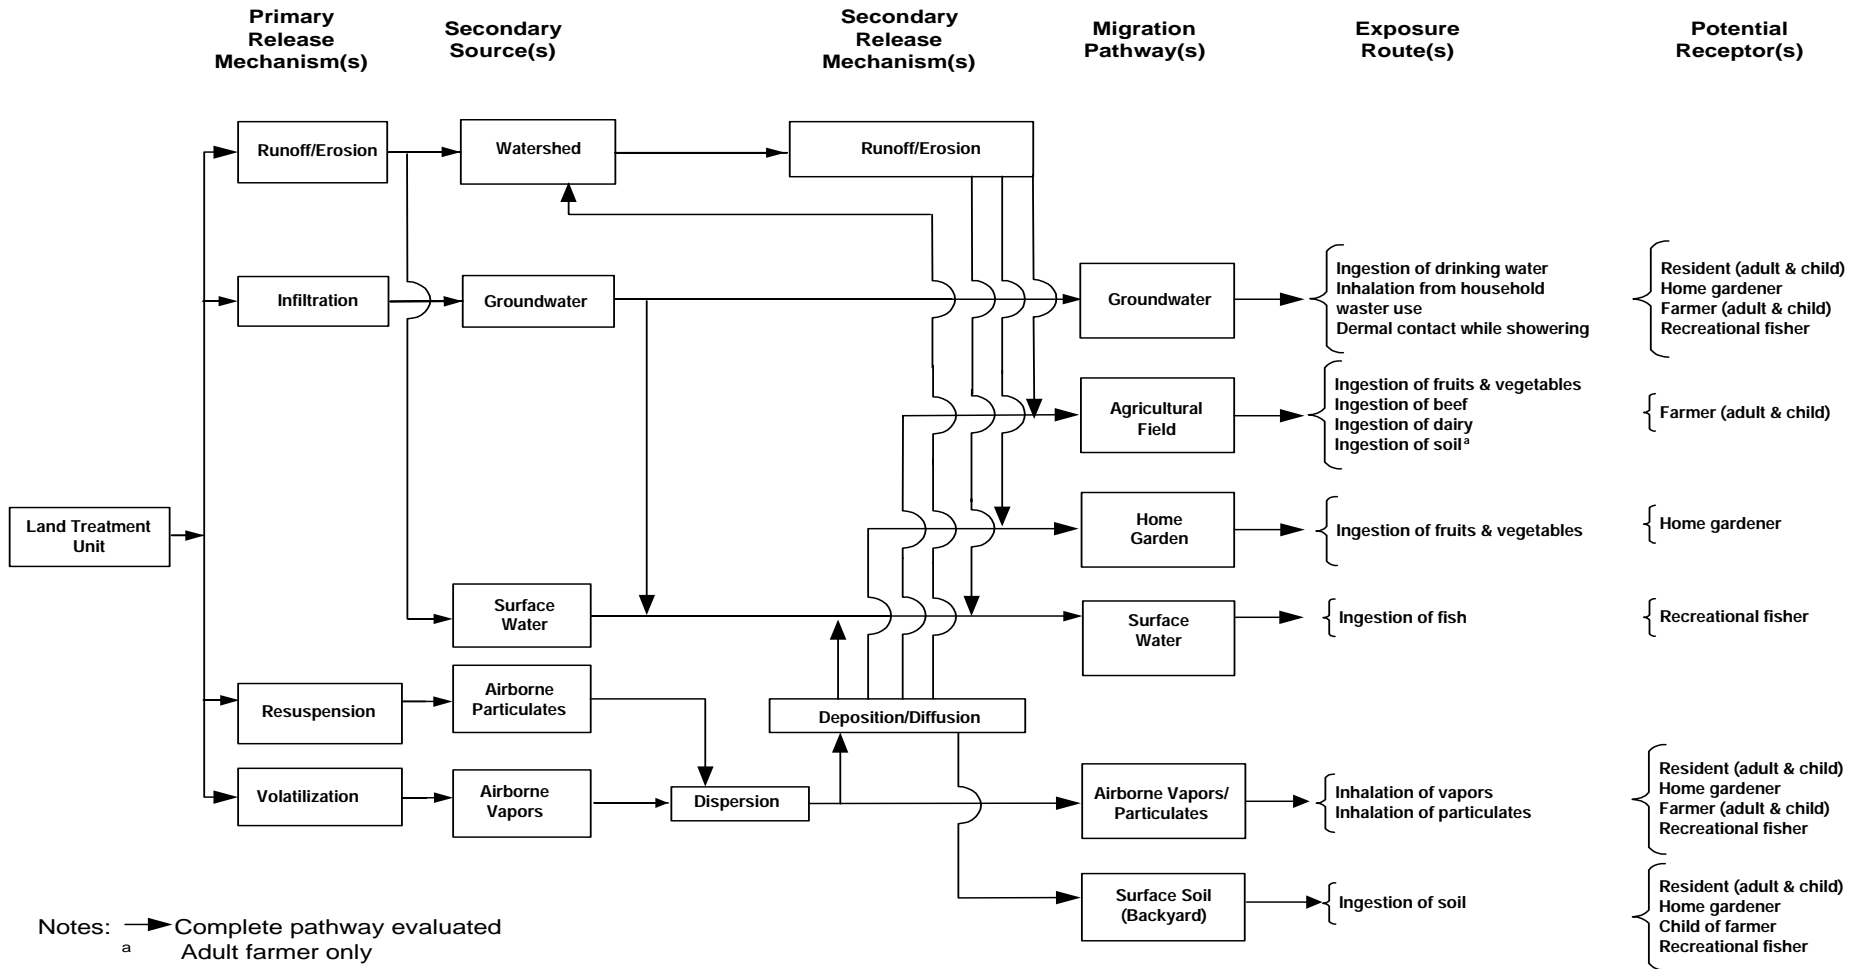 Primary
Release
Mechanism(s)
Secondary
Source(s)
Secondary
Release
Mechanism(s)
Migration
Pathway(s)
Exposure
Route(s)
Potential
Receptor(s)
Runoff/Erosion
Watershed
Runoff/Erosion
Infiltration
Groundwater
Groundwater
Ingestion of drinking water
Inhalation from household
waster use
Dermal contact while showering
Resident (adult & child)
Home gardener
Farmer (adult & child)
Recreational fisher
Agricultural
Field
Ingestion of fruits & vegetables
Ingestion of beef
Ingestion of dairy
Ingestion of soil a
Farmer (adult & child)
Land Treatment
Unit
Home
Garden
Ingestion of fruits & vegetables
Home gardener
Surface
Water
Surface
Water
Ingestion of fish
Recreational fisher
Resuspension
Airborne
Particulates
Deposition/Diffusion
Volatilization
Airborne
Vapors
Dispersion
Airborne Vapors/
Particulates
Inhalation of vapors
Inhalation of particulates
Resident (adult & child)
Home gardener
Farmer (adult & child)
Recreational fisher
Surface Soil
(Backyard)
Ingestion of soil
Resident (adult & child)
Home gardener
Child of farmer
Recreational fisher
Notes: Complete pathway evaluated
a Adult farmer only